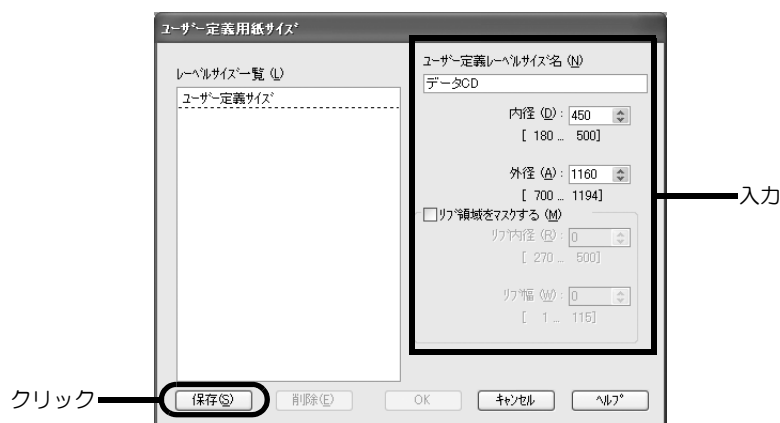 ユーザー定義用紙サイズ
レーベルサイズ一覧 (L)
ユーザー定義サイズ
ユーザー定義レーベルサイズ名 (N)
データCD
内径 (D) : 450
[ 180 ... 500]
外径 (A) : 1160
[ 700 ... 1194]
入力
リブ領域をマスクする (M)
リブ内径 (R) : 0
[ 270 ... 500]
リブ幅 (W) : 0
[ 1 ... 115]
クリック
保存(S) 削除(E) OK キャンセル ヘルプ